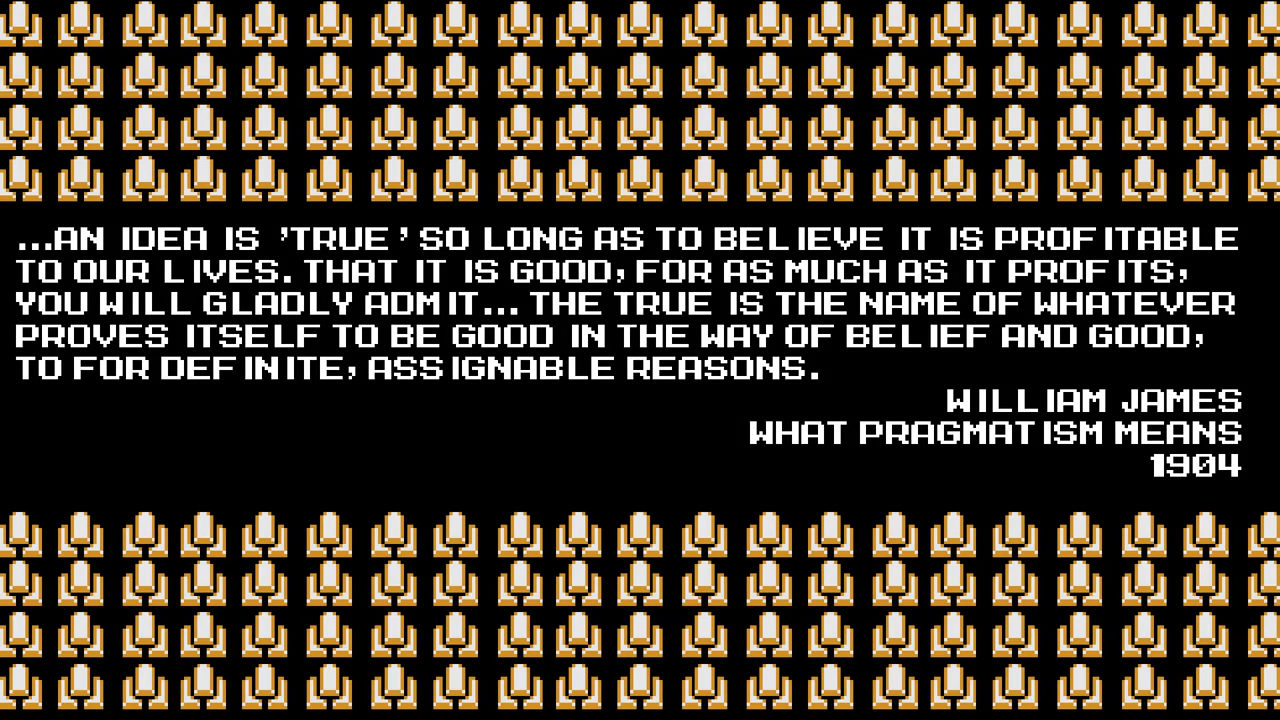 ...AN IDEA IS 'TRUE' SO LONG AS TO BELIEVE IT IS PROFITABLE
TO OUR LIVES. THAT IT IS GOOD, FOR AS MUCH AS IT PROFITS,
YOU WILL GLADLY ADMIT... THE TRUE IS THE NAME OF WHATEVER
PROVES ITSELF TO BE GOOD IN THE WAY OF BELIEF AND GOOD,
TO FOR DEFINITE, ASSIGNABLE REASONS.
WILLIAM JAMES
WHAT PRAGMATISM MEANS
1904